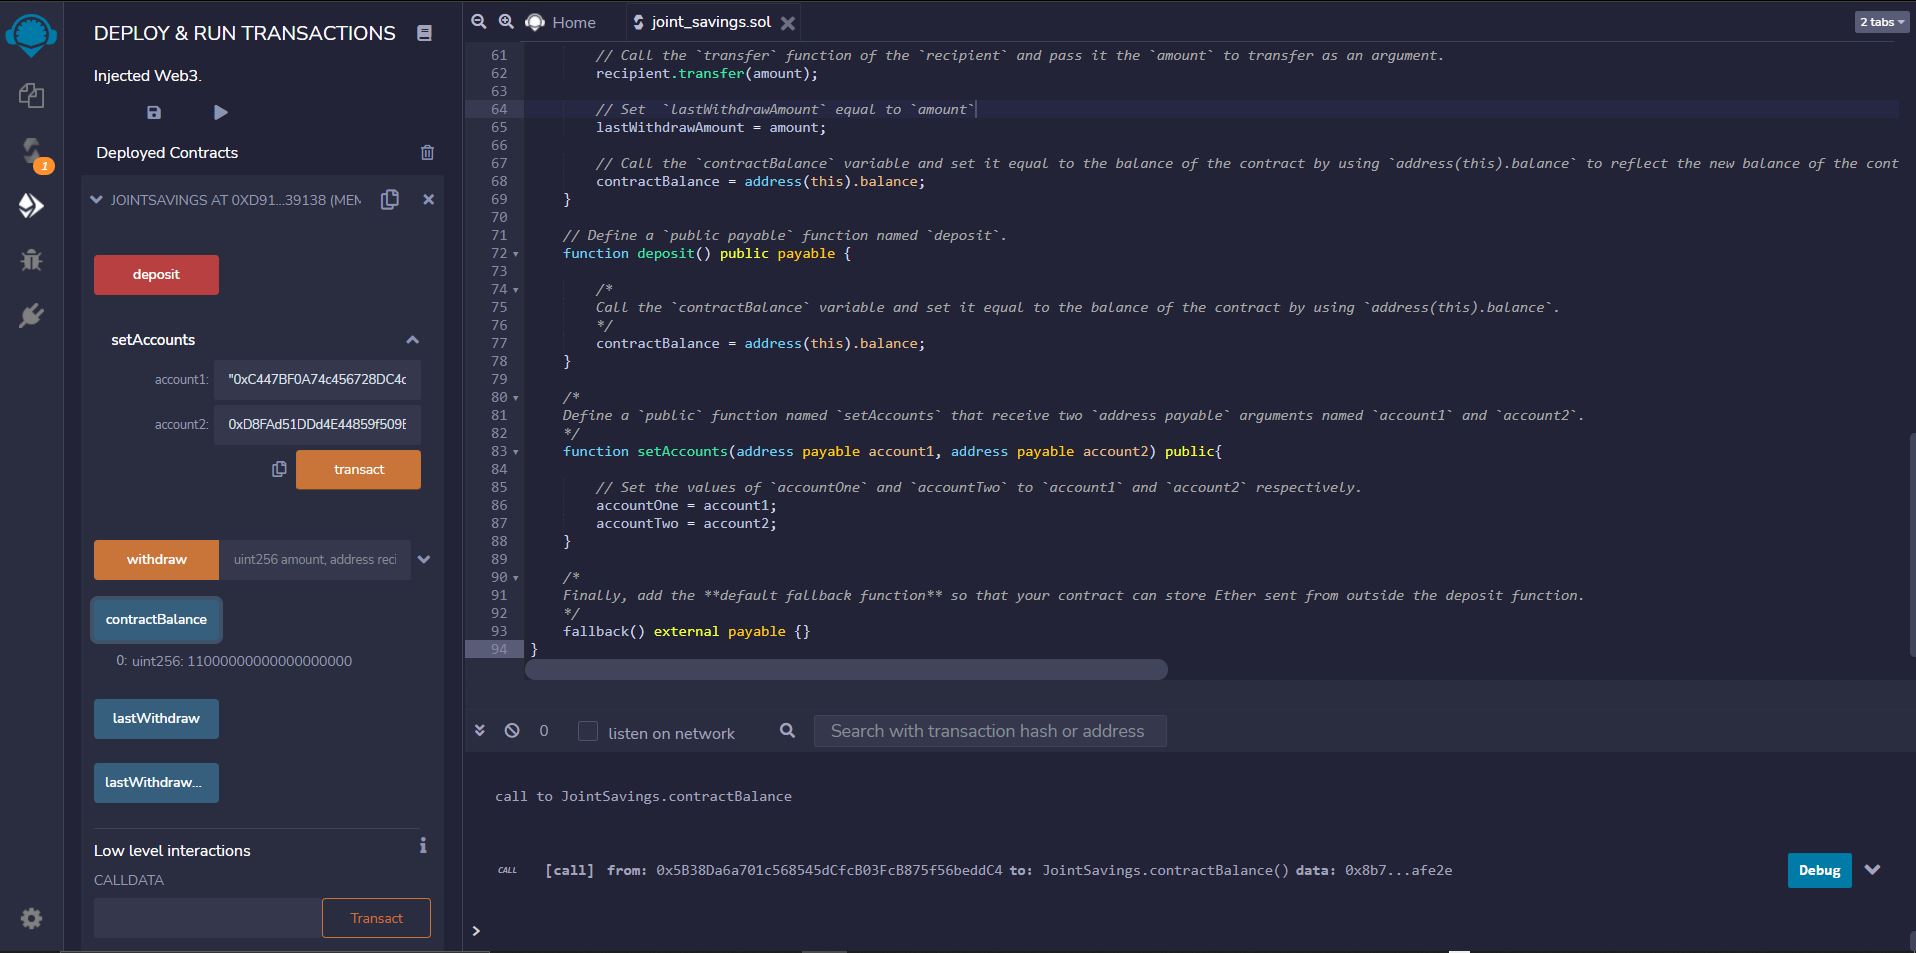 DEPLOY & RUN TRANSACTIONS
Injected Web3.
Deployed Contracts
1
JOINTSAVINGS AT 0XD91...39138 (MEM
deposit
setAccounts
account1: "0xC447BF0A74c456728DC4c
account2: 0xD8FAd51DDd4E44859f509E
transact
withdraw uint256 amount, address reci
contractBalance
0: uint256: 11000000000000000000
lastWithdraw
lastWithdraw...
Low level interactions
CALLDATA
Transact
Home joint_savings.sol 2 tabs
61 // Call the `transfer` function of the `recipient` and pass it the `amount` to transfer as an argument.
62 recipient.transfer(amount);
63
64 // Set  `lastWithdrawAmount` equal to `amount`
65 lastWithdrawAmount = amount;
66
67 // Call the `contractBalance` variable and set it equal to the balance of the contract by using `address(this).balance` to reflect the new balance of the cont
68 contractBalance = address(this).balance;
69 }
70
71 // Define a `public payable` function named `deposit`.
72 function deposit() public payable {
73
74 /*
75 Call the `contractBalance` variable and set it equal to the balance of the contract by using `address(this).balance`.
76 */
77 contractBalance = address(this).balance;
78 }
79
80 /*
81 Define a `public` function named `setAccounts` that receive two `address payable` arguments named `account1` and `account2`.
82 */
83 function setAccounts(address payable account1, address payable account2) public{
84
85 // Set the values of `accountOne` and `accountTwo` to `account1` and `account2` respectively.
86 accountOne = account1;
87 accountTwo = account2;
88 }
89
90 /*
91 Finally, add the **default fallback function** so that your contract can store Ether sent from outside the deposit function.
92 */
93 fallback() external payable {}
94 }
0 listen on network Search with transaction hash or address
call to JointSavings.contractBalance
CALL [call] from: 0x5B38Da6a701c568545dCfcB03FcB875f56beddC4 to: JointSavings.contractBalance() data: 0x8b7...afe2e Debug
>